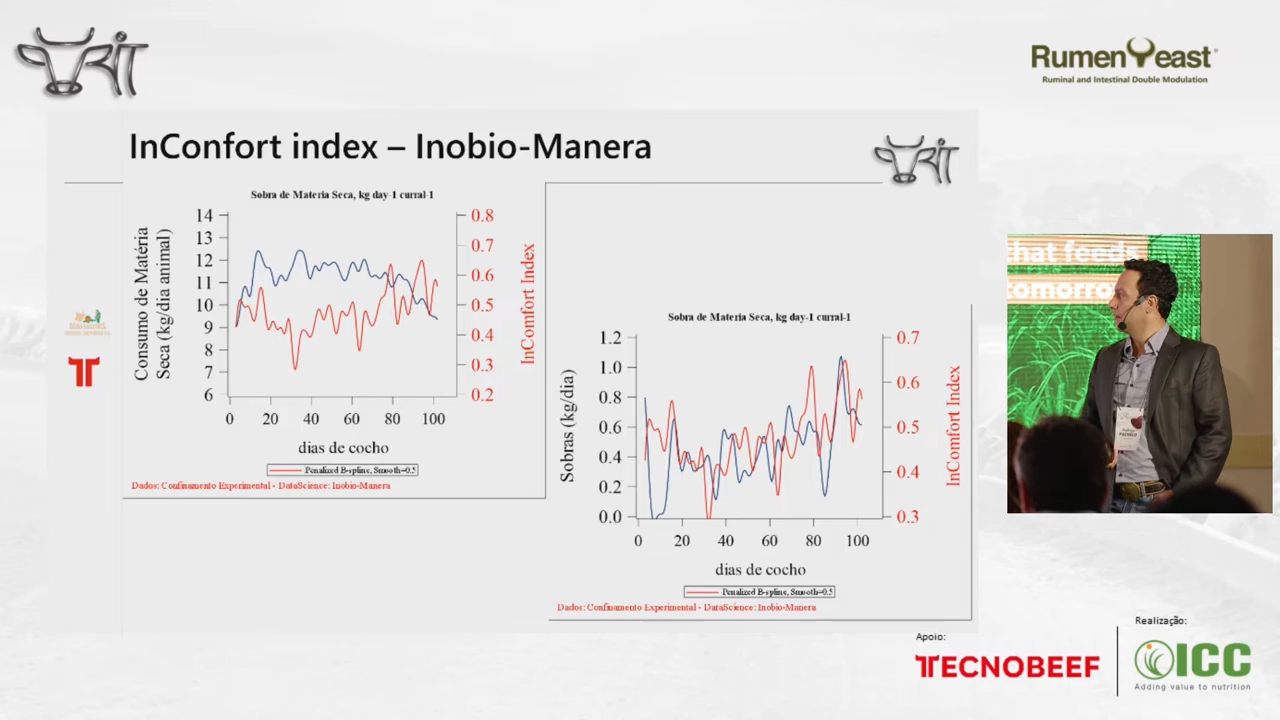 RIT
RumenYeast
Ruminal and Intestinal Double Modulation
InConfort index – Inobio-Manera
RIT
Sobra de Materia Seca, kg day-1 curral-1
Consumo de Matéria
Seca (kg/dia animal)
14
13
12
11
10
9
8
7
6
0.8
0.7
0.6
0.5
0.4
0.3
0.2
InComfort Index
0 20 40 60 80 100
dias de cocho
Penalized B-spline, Smooth=0.5
Dados: Confinamento Experimental - DataScience: Inobio-Manera
Sobra de Materia Seca, kg day-1 curral-1
Sobras (kg/dia)
1.2
1.0
0.8
0.6
0.4
0.2
0.0
0.7
0.6
0.5
0.4
0.3
InComfort Index
0 20 40 60 80 100
dias de cocho
Penalized B-spline, Smooth=0.5
Dados: Confinamento Experimental - DataScience: Inobio-Manera
hat feeds
tomorro
Apoio:
TECNOBEEF
Realização:
ICC
Adding value to nutrition